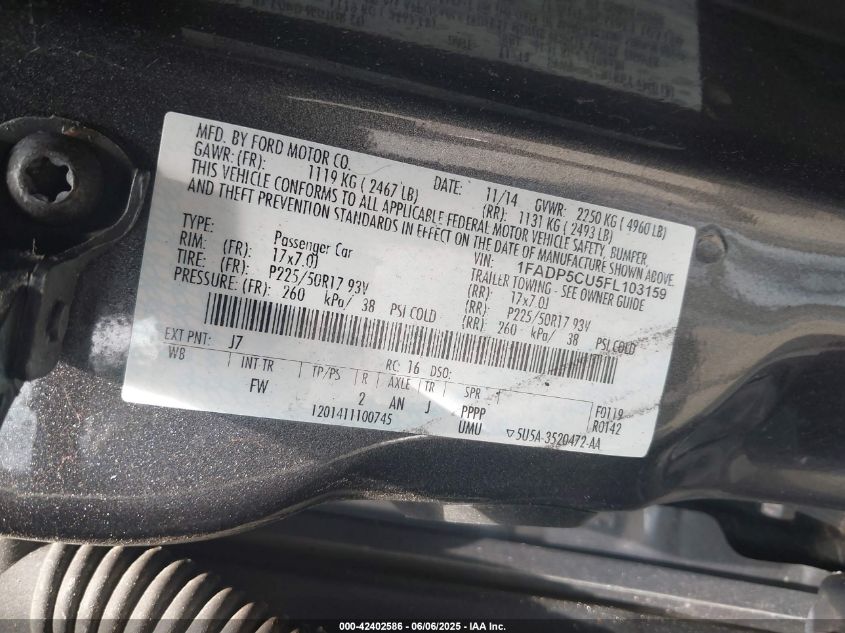 MFD. BY FORD MOTOR CO.
DATE: 11/14 GVWR: 2250 KG ( 4960 LB)
GAWR: (FR): 1119 KG ( 2467 LB) (RR): 1131 KG ( 2493 LB)
THIS VEHICLE CONFORMS TO ALL APPLICABLE FEDERAL MOTOR VEHICLE SAFETY, BUMPER,
AND THEFT PREVENTION STANDARDS IN EFFECT ON THE DATE OF MANUFACTURE SHOWN ABOVE.
VIN: 1FADP5CU5FL103159
TYPE: Passenger Car TRAILER TOWING - SEE OWNER GUIDE
RIM: (FR): 17x7.0J (RR): 17x7.0J
TIRE: (FR): P225/50R17 93V (RR): P225/50R17 93V
PRESSURE: (FR): 260 kPa/ 38 PSI COLD (RR): 260 kPa/ 38 PSI COLD
EXT PNT: J7 RC: 16 DSO:
WB INT TR TP/PS R AXLE TR SPR
FW 2 AN J PPPP F0119
1201411100745 UMU R0142
▽5U5A-3520472-AA
000-42402586 - 06/06/2025 - IAA Inc.